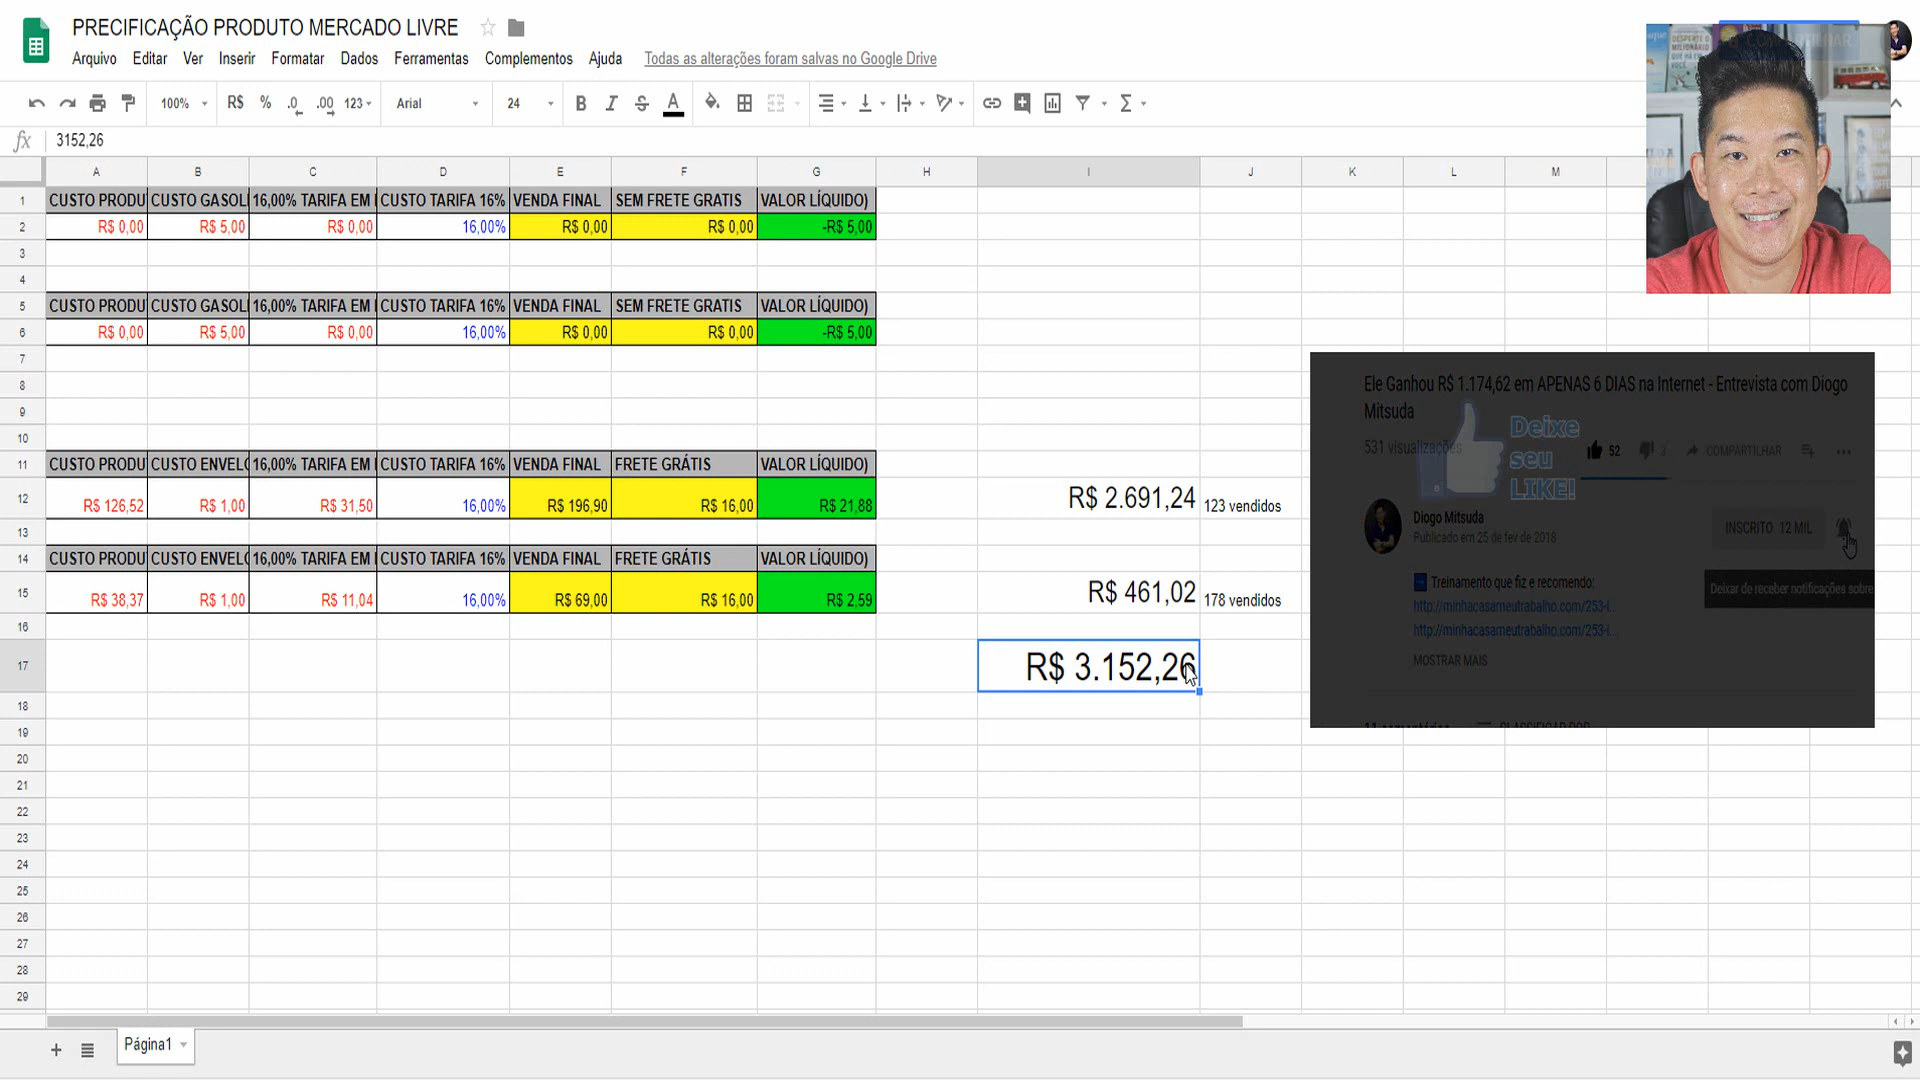 PRECIFICAÇÃO PRODUTO MERCADO LIVRE
Arquivo Editar Ver Inserir Formatar Dados Ferramentas Complementos Ajuda Todas as alterações foram salvas no Google Drive
100% R$ % .0 .00 123 Arial 24 B I S A
fx 3152,26
A B C D E F G H I J K L M
1 CUSTO PRODU CUSTO GASOL 16,00% TARIFA EM CUSTO TARIFA 16% VENDA FINAL SEM FRETE GRATIS VALOR LÍQUIDO)
2 R$ 0,00 R$ 5,00 R$ 0,00 16,00% R$ 0,00 R$ 0,00 -R$ 5,00
3
4
5 CUSTO PRODU CUSTO GASOL 16,00% TARIFA EM CUSTO TARIFA 16% VENDA FINAL SEM FRETE GRATIS VALOR LÍQUIDO)
6 R$ 0,00 R$ 5,00 R$ 0,00 16,00% R$ 0,00 R$ 0,00 -R$ 5,00
7
8
9
10
11 CUSTO PRODU CUSTO ENVEL 16,00% TARIFA EM CUSTO TARIFA 16% VENDA FINAL FRETE GRÁTIS VALOR LÍQUIDO)
12 R$ 126,52 R$ 1,00 R$ 31,50 16,00% R$ 196,90 R$ 16,00 R$ 21,88 R$ 2.691,24 123 vendidos
13
14 CUSTO PRODU CUSTO ENVEL 16,00% TARIFA EM CUSTO TARIFA 16% VENDA FINAL FRETE GRÁTIS VALOR LÍQUIDO)
15 R$ 38,37 R$ 1,00 R$ 11,04 16,00% R$ 69,00 R$ 16,00 R$ 2,59 R$ 461,02 178 vendidos
16
17 R$ 3.152,26
18
19
20
21
22
23
24
25
26
27
28
29
Página1
Ele Ganhou R$ 1.174,62 em APENAS 6 DIAS na Internet - Entrevista com Diogo
Mitsuda
531 visualizações 52 3 COMPARTILHAR
Deixe
seu
LIKE!
Diogo Mitsuda
Publicado em 25 de fev de 2018
INSCRITO 12 MIL
Treinamento que fiz e recomendo:
Deixar de receber notificações sobre
http://minhacasameutrabalho.com/253-l...
http://minhacasameutrabalho.com/253-l...
MOSTRAR MAIS